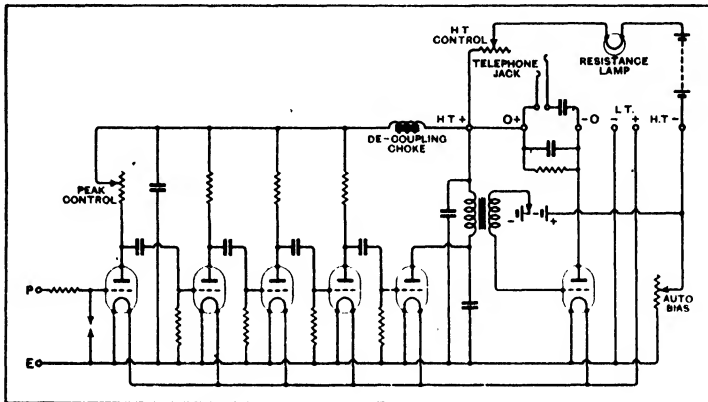 H.T
CONTROL
TELEPHONE
JACK
RESISTANCE
LAMP
H.T +
O+
-O
L.T.
- +
H.T-
DE-COUPLING
CHOKE
PEAK
CONTROL
- +
P
AUTO
BIAS
E